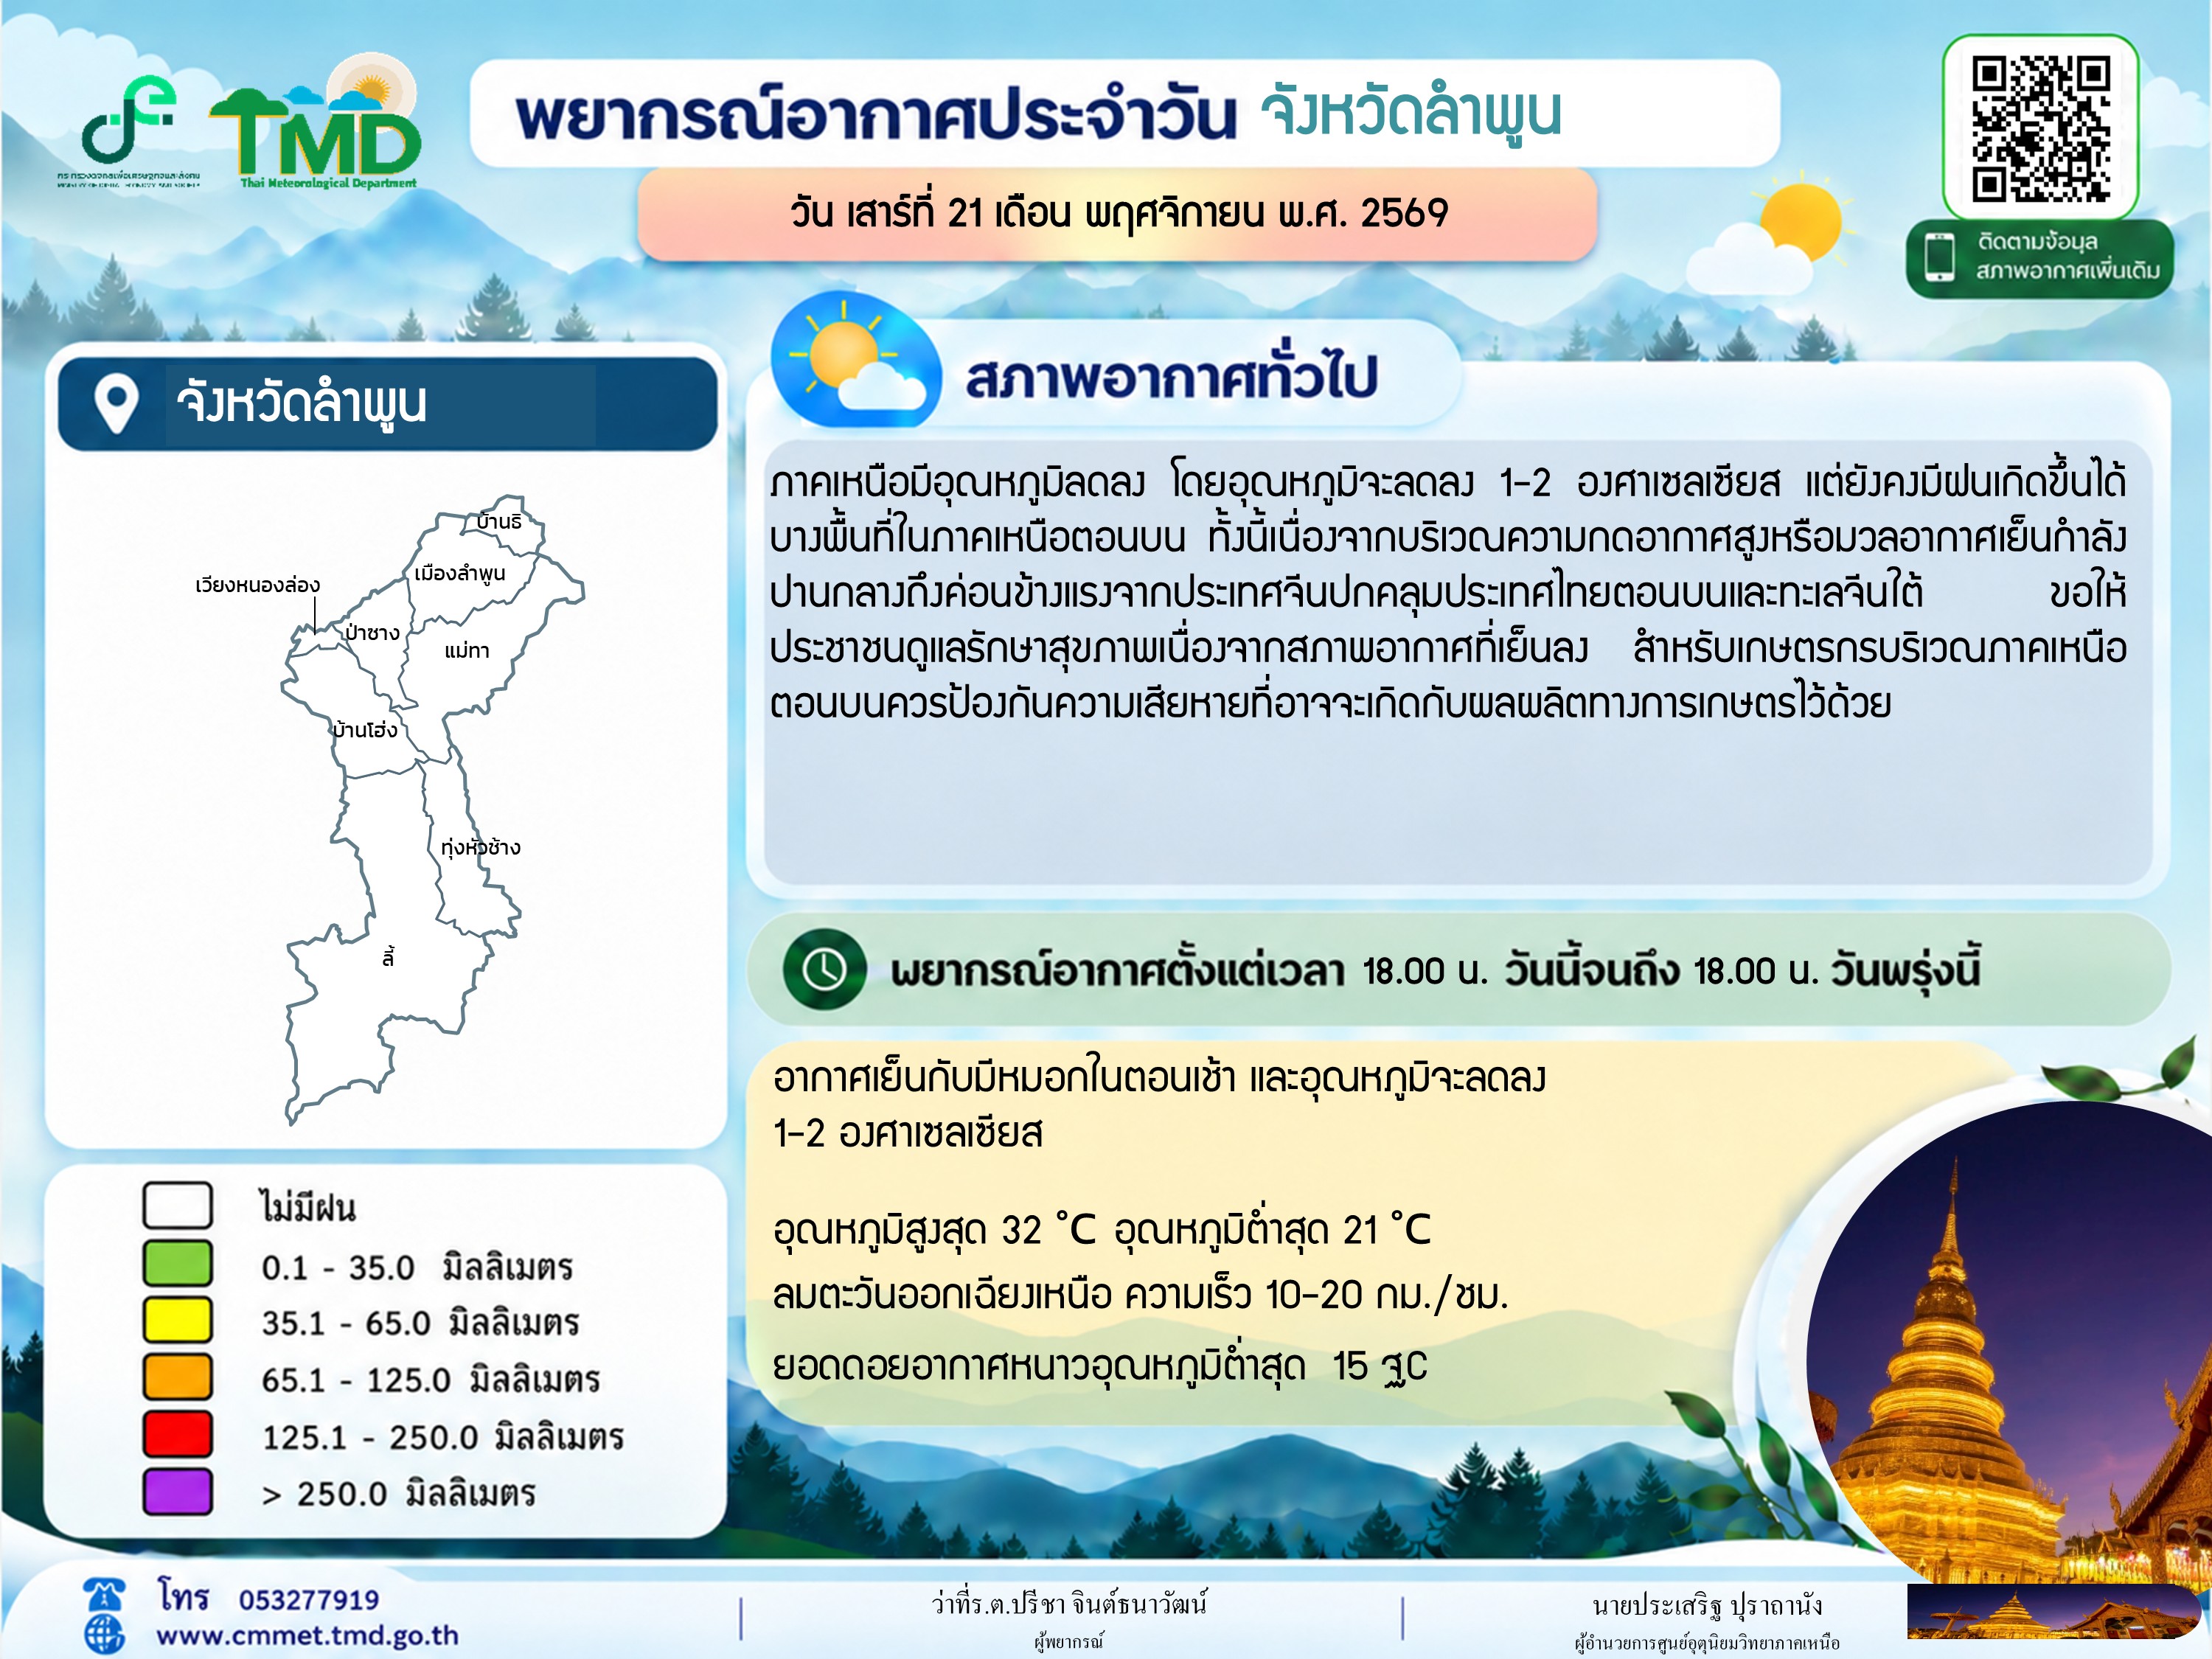 TMD
Thai Meteorological Department
พยากรณ์อากาศประจำวัน จังหวัดลำพูน
วัน เสาร์ที่ 21 เดือน พฤศจิกายน พ.ศ. 2569
ติดตามข้อมูล
สภาพอากาศเพิ่มเติม
จังหวัดลำพูน
บ้านธิ
เมืองลำพูน
เวียงหนองล่อง
ป่าซาง
แม่ทา
บ้านโฮ่ง
ทุ่งหัวช้าง
ลี้
ไม่มีฝน
0.1 - 35.0 มิลลิเมตร
35.1 - 65.0 มิลลิเมตร
65.1 - 125.0 มิลลิเมตร
125.1 - 250.0 มิลลิเมตร
> 250.0 มิลลิเมตร
สภาพอากาศทั่วไป
ภาคเหนือมีอุณหภูมิลดลง โดยอุณหภูมิจะลดลง 1-2 องศาเซลเซียส แต่ยังคงมีฝนเกิดขึ้นได้
บางพื้นที่ในภาคเหนือตอนบน ทั้งนี้เนื่องจากบริเวณความกดอากาศสูงหรือมวลอากาศเย็นกำลัง
ปานกลางถึงค่อนข้างแรงจากประเทศจีนปกคลุมประเทศไทยตอนบนและทะเลจีนใต้ ขอให้
ประชาชนดูแลรักษาสุขภาพเนื่องจากสภาพอากาศที่เย็นลง สำหรับเกษตรกรบริเวณภาคเหนือ
ตอนบนควรป้องกันความเสียหายที่อาจจะเกิดกับผลผลิตทางการเกษตรไว้ด้วย
พยากรณ์อากาศตั้งแต่เวลา 18.00 น. วันนี้จนถึง 18.00 น. วันพรุ่งนี้
อากาศเย็นกับมีหมอกในตอนเช้า และอุณหภูมิจะลดลง
1-2 องศาเซลเซียส
อุณหภูมิสูงสุด 32 °C อุณหภูมิต่ำสุด 21 °C
ลมตะวันออกเฉียงเหนือ ความเร็ว 10-20 กม./ชม.
ยอดดอยอากาศหนาวอุณหภูมิต่ำสุด 15 ฐC
โทร 053277919
www.cmmet.tmd.go.th
ว่าที่ร.ต.ปรีชา จินต์ธนาวัฒน์
ผู้พยากรณ์
นายประเสริฐ ปุราถานัง
ผู้อำนวยการศูนย์อุตุนิยมวิทยาภาคเหนือ